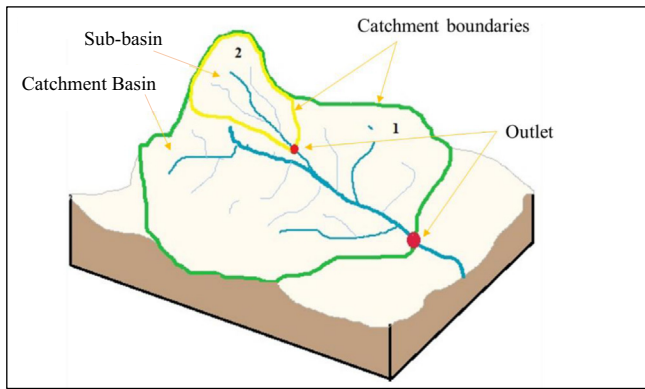 Catchment boundaries
Sub-basin
2
Catchment Basin
1
Outlet